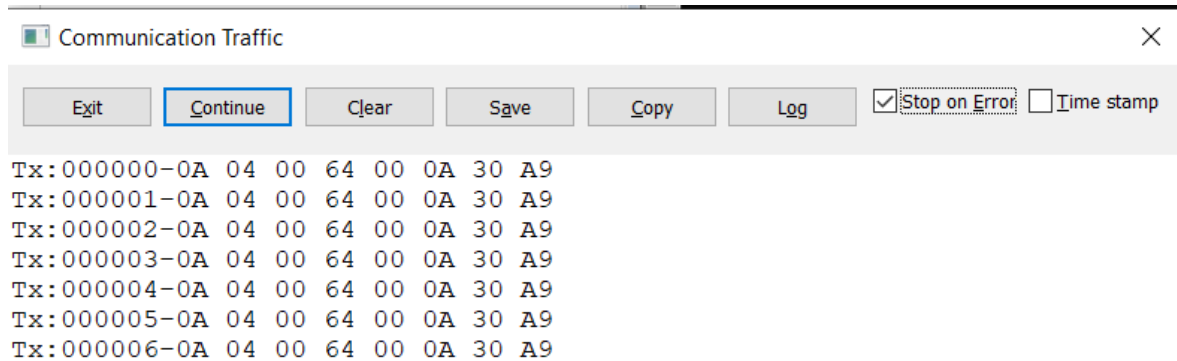 Communication Traffic
Exit Continue Clear Save Copy Log Stop on Error Time stamp
Tx:000000-0A 04 00 64 00 0A 30 A9
Tx:000001-0A 04 00 64 00 0A 30 A9
Tx:000002-0A 04 00 64 00 0A 30 A9
Tx:000003-0A 04 00 64 00 0A 30 A9
Tx:000004-0A 04 00 64 00 0A 30 A9
Tx:000005-0A 04 00 64 00 0A 30 A9
Tx:000006-0A 04 00 64 00 0A 30 A9